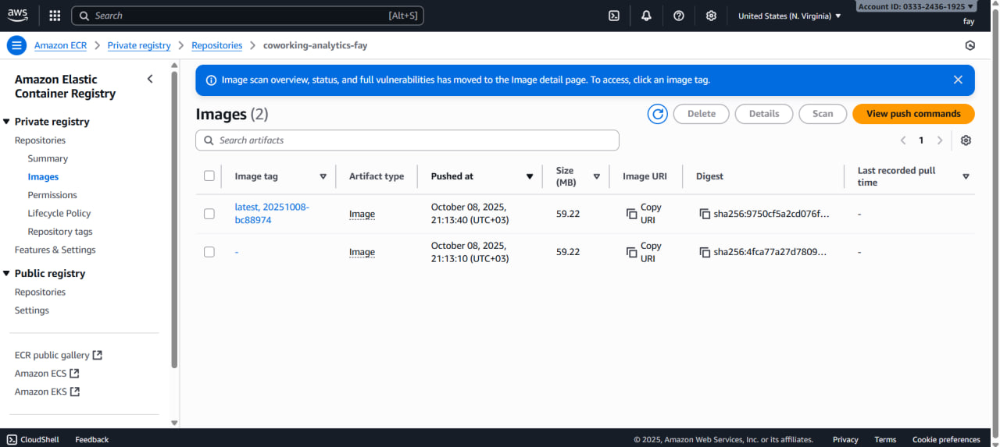 aws
Search [Alt+S]
Account ID: 0333-2436-1925
United States (N. Virginia)
fay
Amazon ECR
Private registry
Repositories
coworking-analytics-fay
Amazon Elastic
Container Registry
Private registry
Repositories
Summary
Images
Permissions
Lifecycle Policy
Repository tags
Features & Settings
Public registry
Repositories
Settings
ECR public gallery
Amazon ECS
Amazon EKS
Image scan overview, status, and full vulnerabilities has moved to the Image detail page. To access, click an image tag.
Images (2)
Delete
Details
Scan
View push commands
Search artifacts
1
Image tag
Artifact type
Pushed at
Size
(MB)
Image URI
Digest
Last recorded pull
time
latest, 20251008-
bc88974
Image
October 08, 2025,
21:13:40 (UTC+03)
59.22
Copy
URI
sha256:9750cf5a2cd076f...
-
-
Image
October 08, 2025,
21:13:10 (UTC+03)
59.22
Copy
URI
sha256:4fca77a27d7809...
-
CloudShell
Feedback
© 2025, Amazon Web Services, Inc. or its affiliates.
Privacy
Terms
Cookie preferences